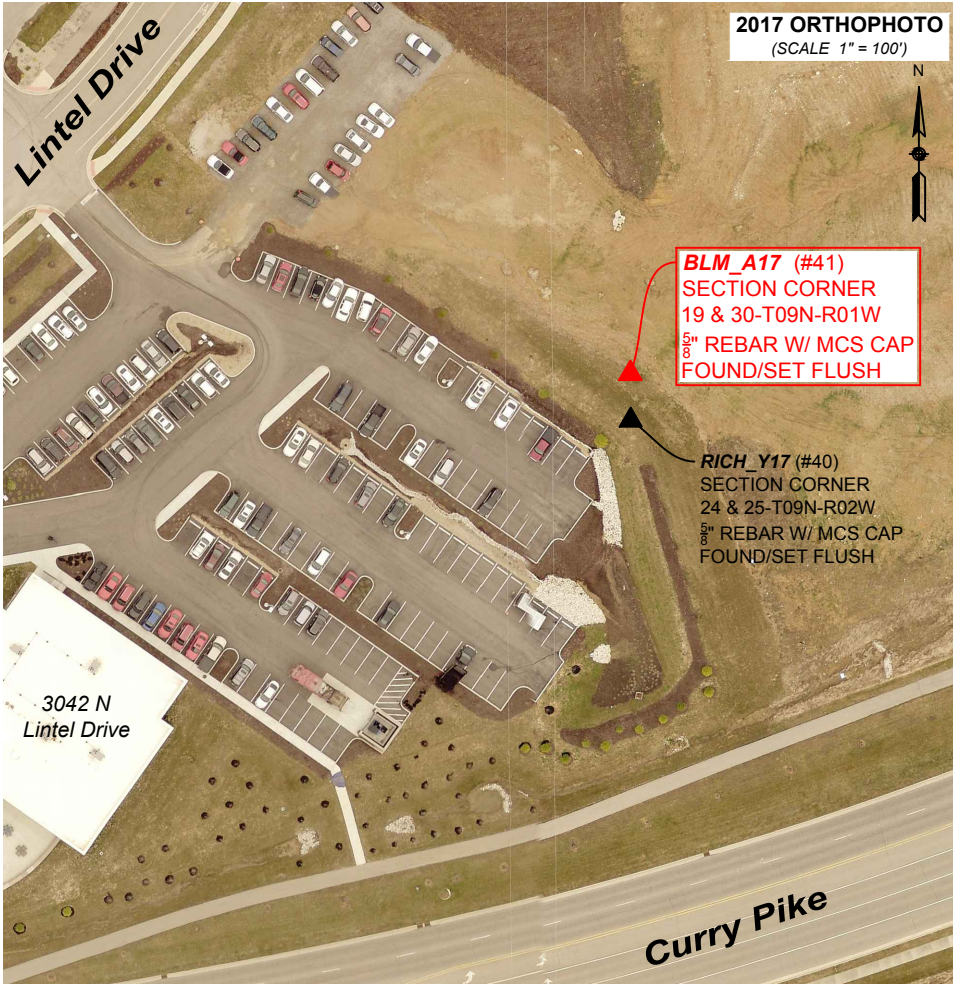 2017 ORTHOPHOTO
(SCALE 1" = 100')
N
Lintel Drive
BLM_A17 (#41)
SECTION CORNER
19 & 30-T09N-R01W
5/8" REBAR W/ MCS CAP
FOUND/SET FLUSH
RICH_Y17 (#40)
SECTION CORNER
24 & 25-T09N-R02W
5/8" REBAR W/ MCS CAP
FOUND/SET FLUSH
3042 N
Lintel Drive
Curry Pike